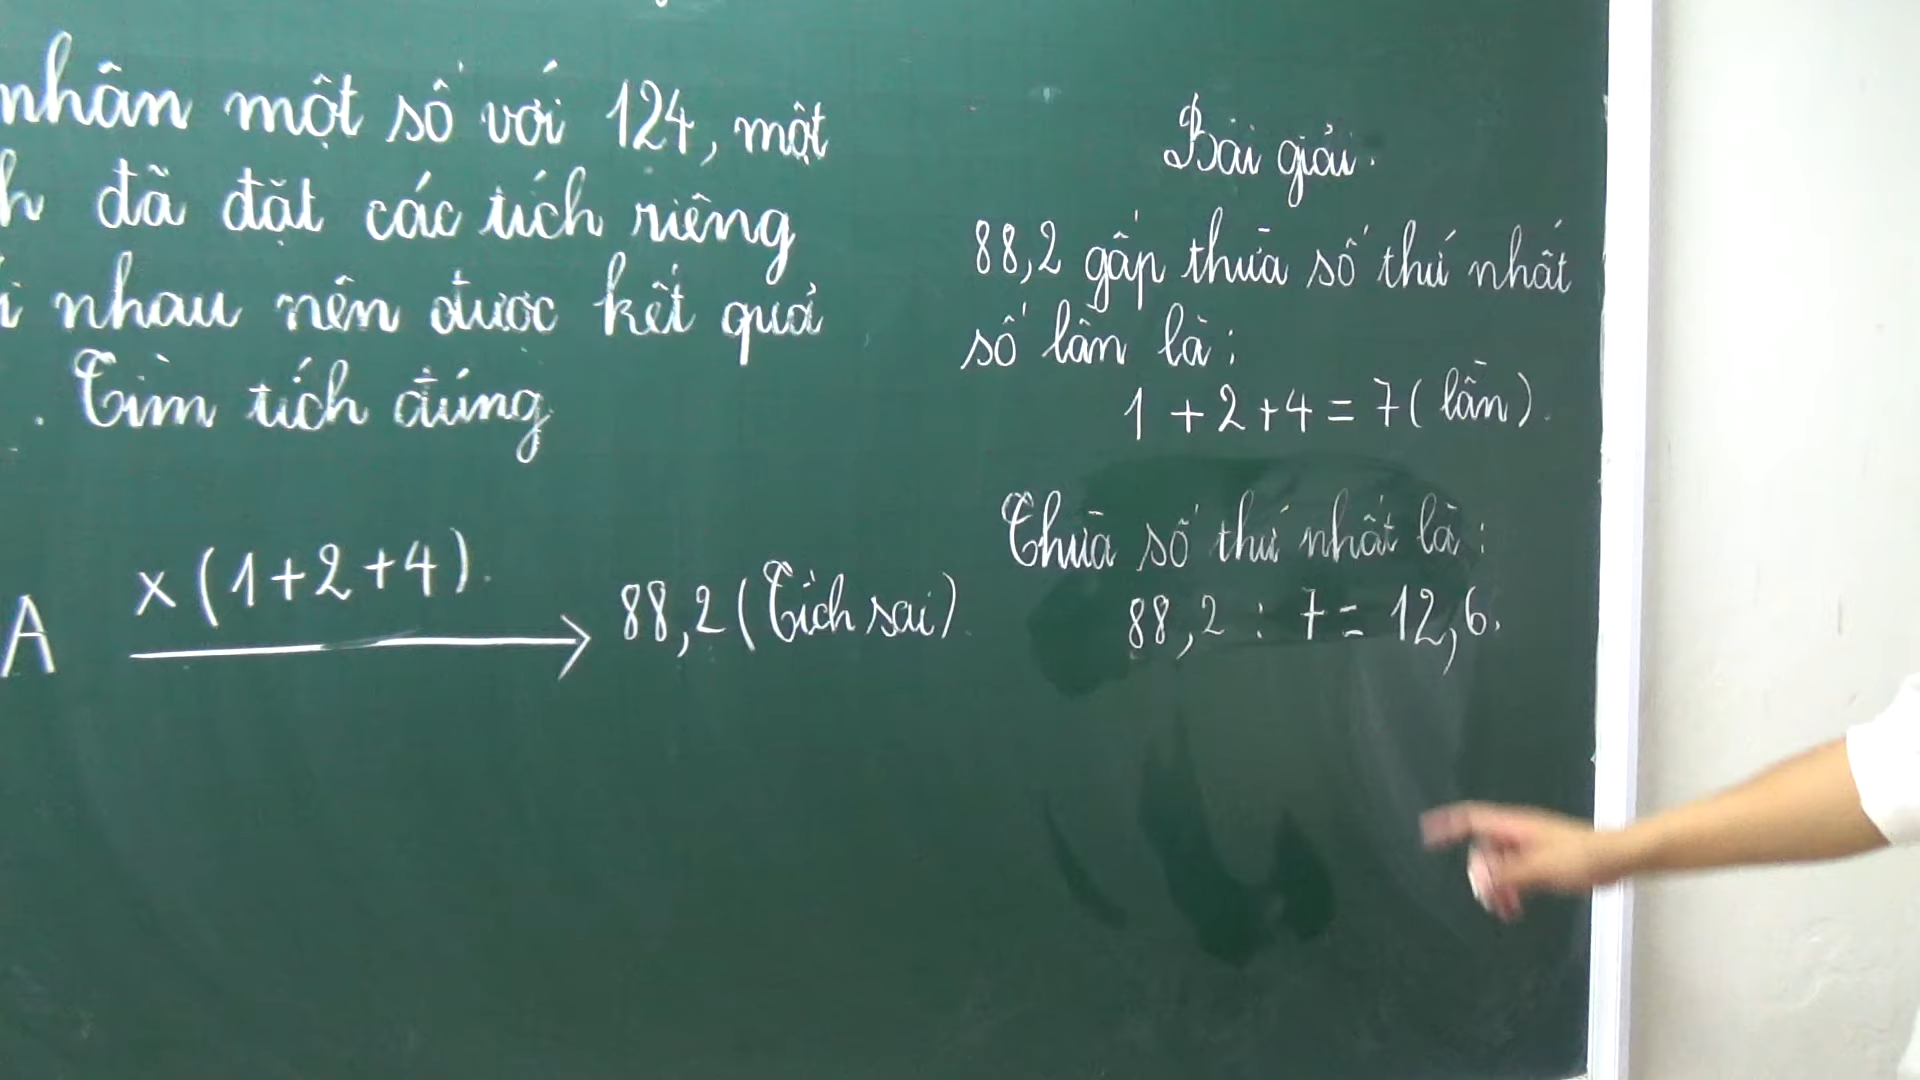 nhân một số với 124, một
h đã đặt các tích riêng
i nhau nên được kết quả
. Tìm tích đúng
A x (1+2+4). 88,2 (Tích sai).
Bài giải.
88,2 gấp thừa số thứ nhất
số lần là:
1 + 2 + 4 = 7 (lần).
Thừa số thứ nhất là:
88,2 : 7 = 12,6.